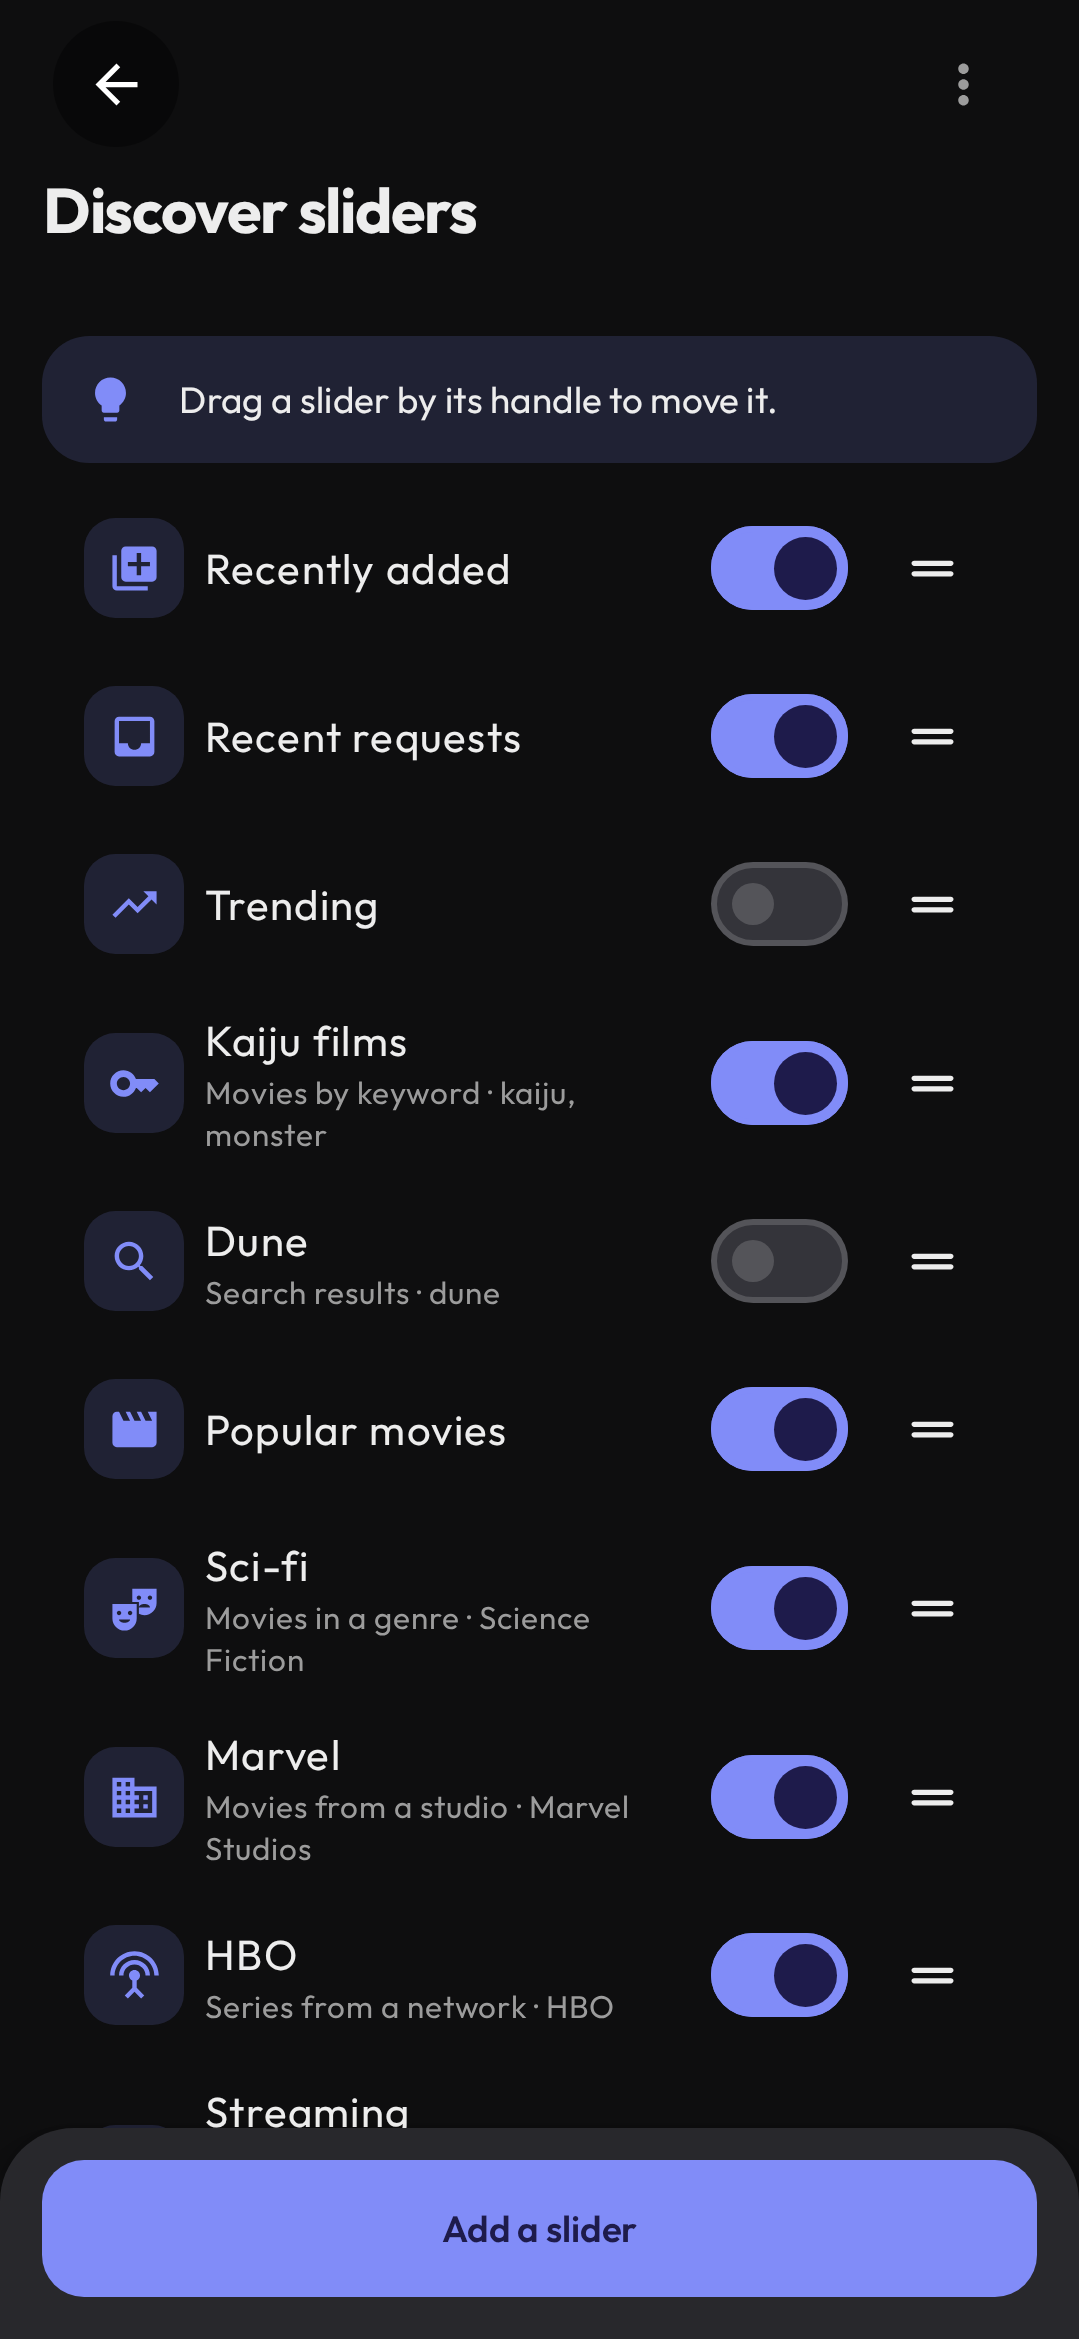 Discover sliders
Drag a slider by its handle to move it.
Recently added
Recent requests
Trending
Kaiju films
Movies by keyword · kaiju,
monster
Dune
Search results · dune
Popular movies
Sci-fi
Movies in a genre · Science
Fiction
Marvel
Movies from a studio · Marvel
Studios
HBO
Series from a network · HBO
Streaming
Add a slider